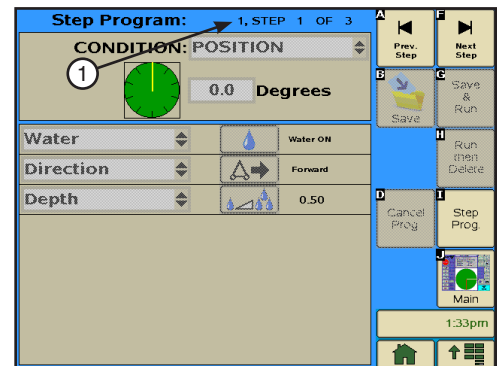 Step Program: 1, STEP 1 OF 3
CONDITION: POSITION
1
0.0 Degrees
Water Water ON
Direction Forward
Depth 0.50
A
Prev.
Step
F
Next
Step
B
Save
G
Save
&
Run
H
Run
then
Delete
D
Cancel
Prog
I
Step
Prog.
J
Main
1:33pm